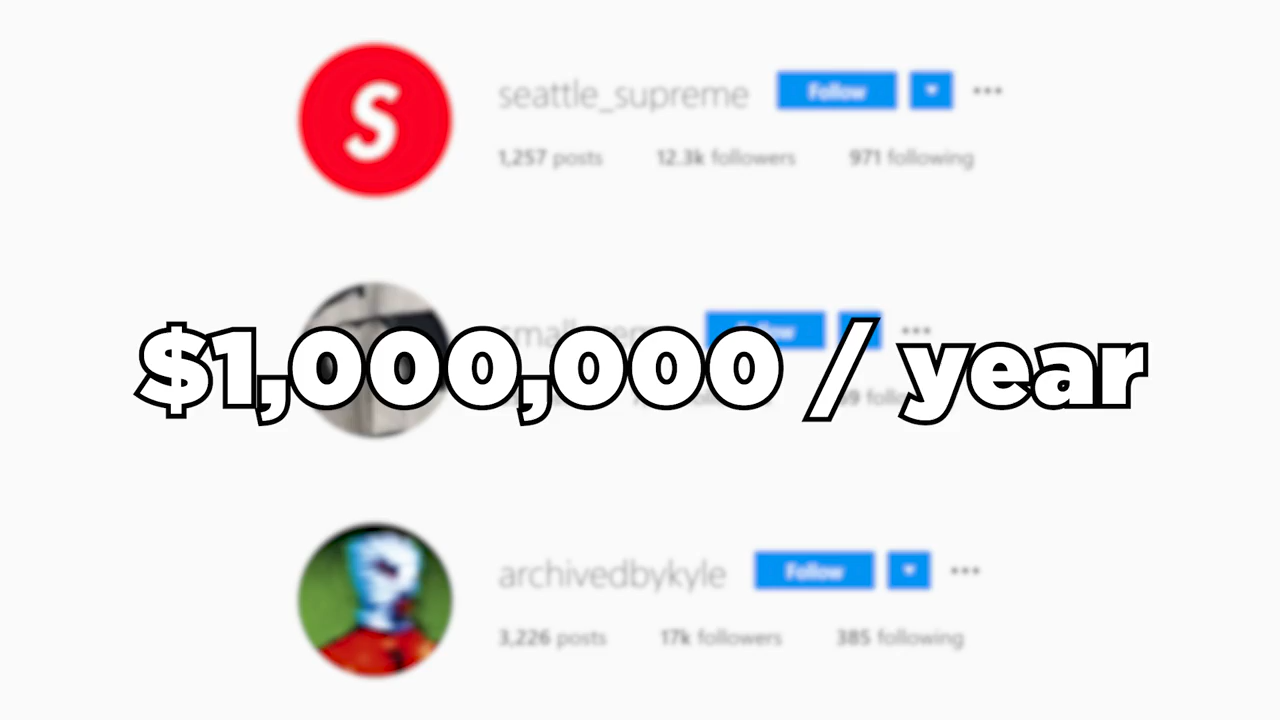 S
seattle_supreme Follow ...
1,257 posts 12.3k followers 971 following
$1,000,000 / year
archivedbykyle Follow ...
3,226 posts 17k followers 385 following